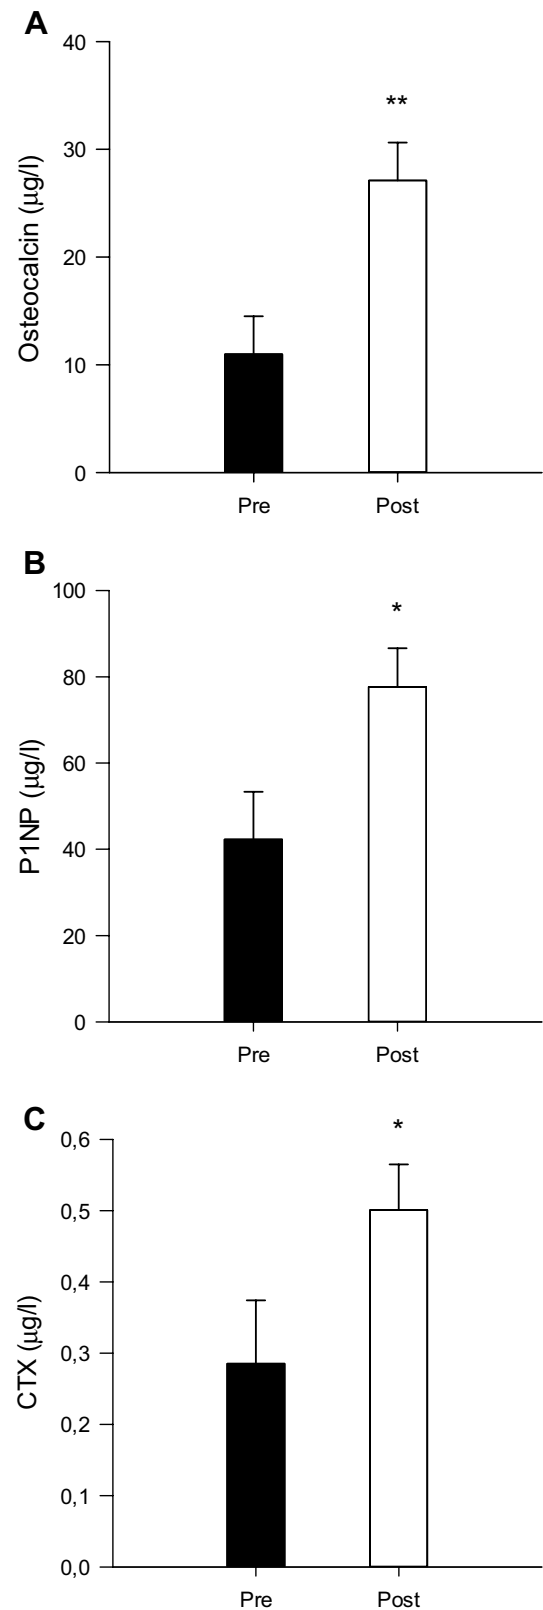 A
Osteocalcin (μg/l)
40
**
30
20
10
0
Pre Post
B
P1NP (μg/l)
100
*
80
60
40
20
0
Pre Post
C
CTX (μg/l)
*
0,6
0,5
0,4
0,3
0,2
0,1
0,0
Pre Post